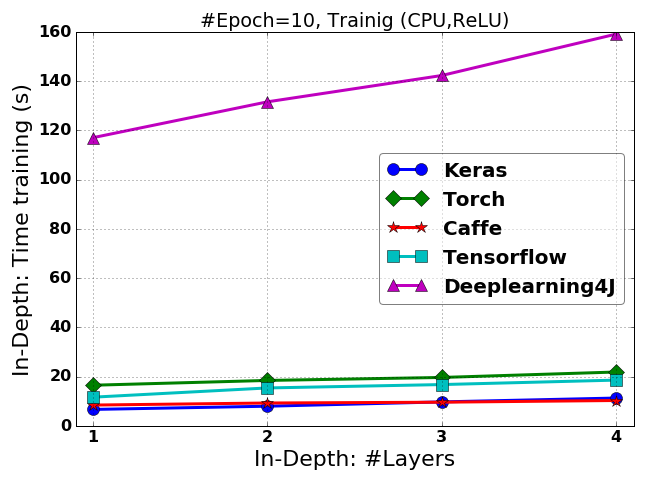 #Epoch=10, Trainig (CPU,ReLU)
In-Depth: Time training (s)
160
140
120
100
80
60
40
20
0
Keras
Torch
Caffe
Tensorflow
Deeplearning4J
1 2 3 4
In-Depth: #Layers